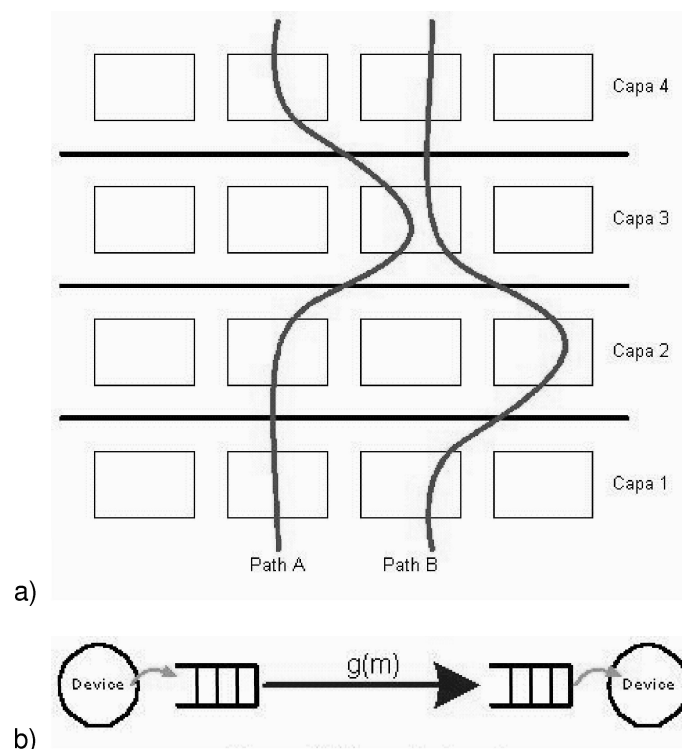 Capa 4
Capa 3
Capa 2
Capa 1
Path A Path B
a)
g(m)
Device Device
b)